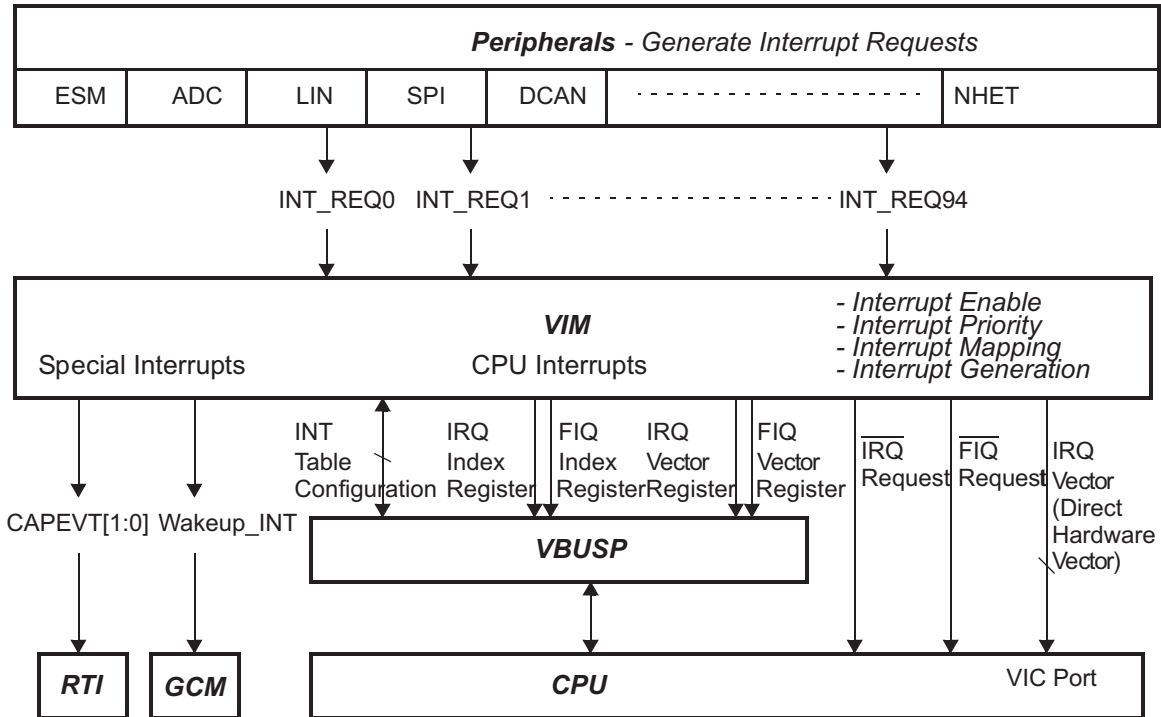 Peripherals - Generate Interrupt Requests
ESM ADC LIN SPI DCAN NHET
INT_REQ0 INT_REQ1 INT_REQ94
VIM
- Interrupt Enable
- Interrupt Priority
- Interrupt Mapping
- Interrupt Generation
Special Interrupts
CPU Interrupts
INT
Table
Configuration
IRQ
Index
Register
FIQ
Index
Register
IRQ
Vector
Register
FIQ
Vector
Register
IRQ
Request
FIQ
Request
IRQ
Vector
(Direct
Hardware
Vector)
CAPEVT[1:0] Wakeup_INT
VBUSP
RTI
GCM
CPU
VIC Port